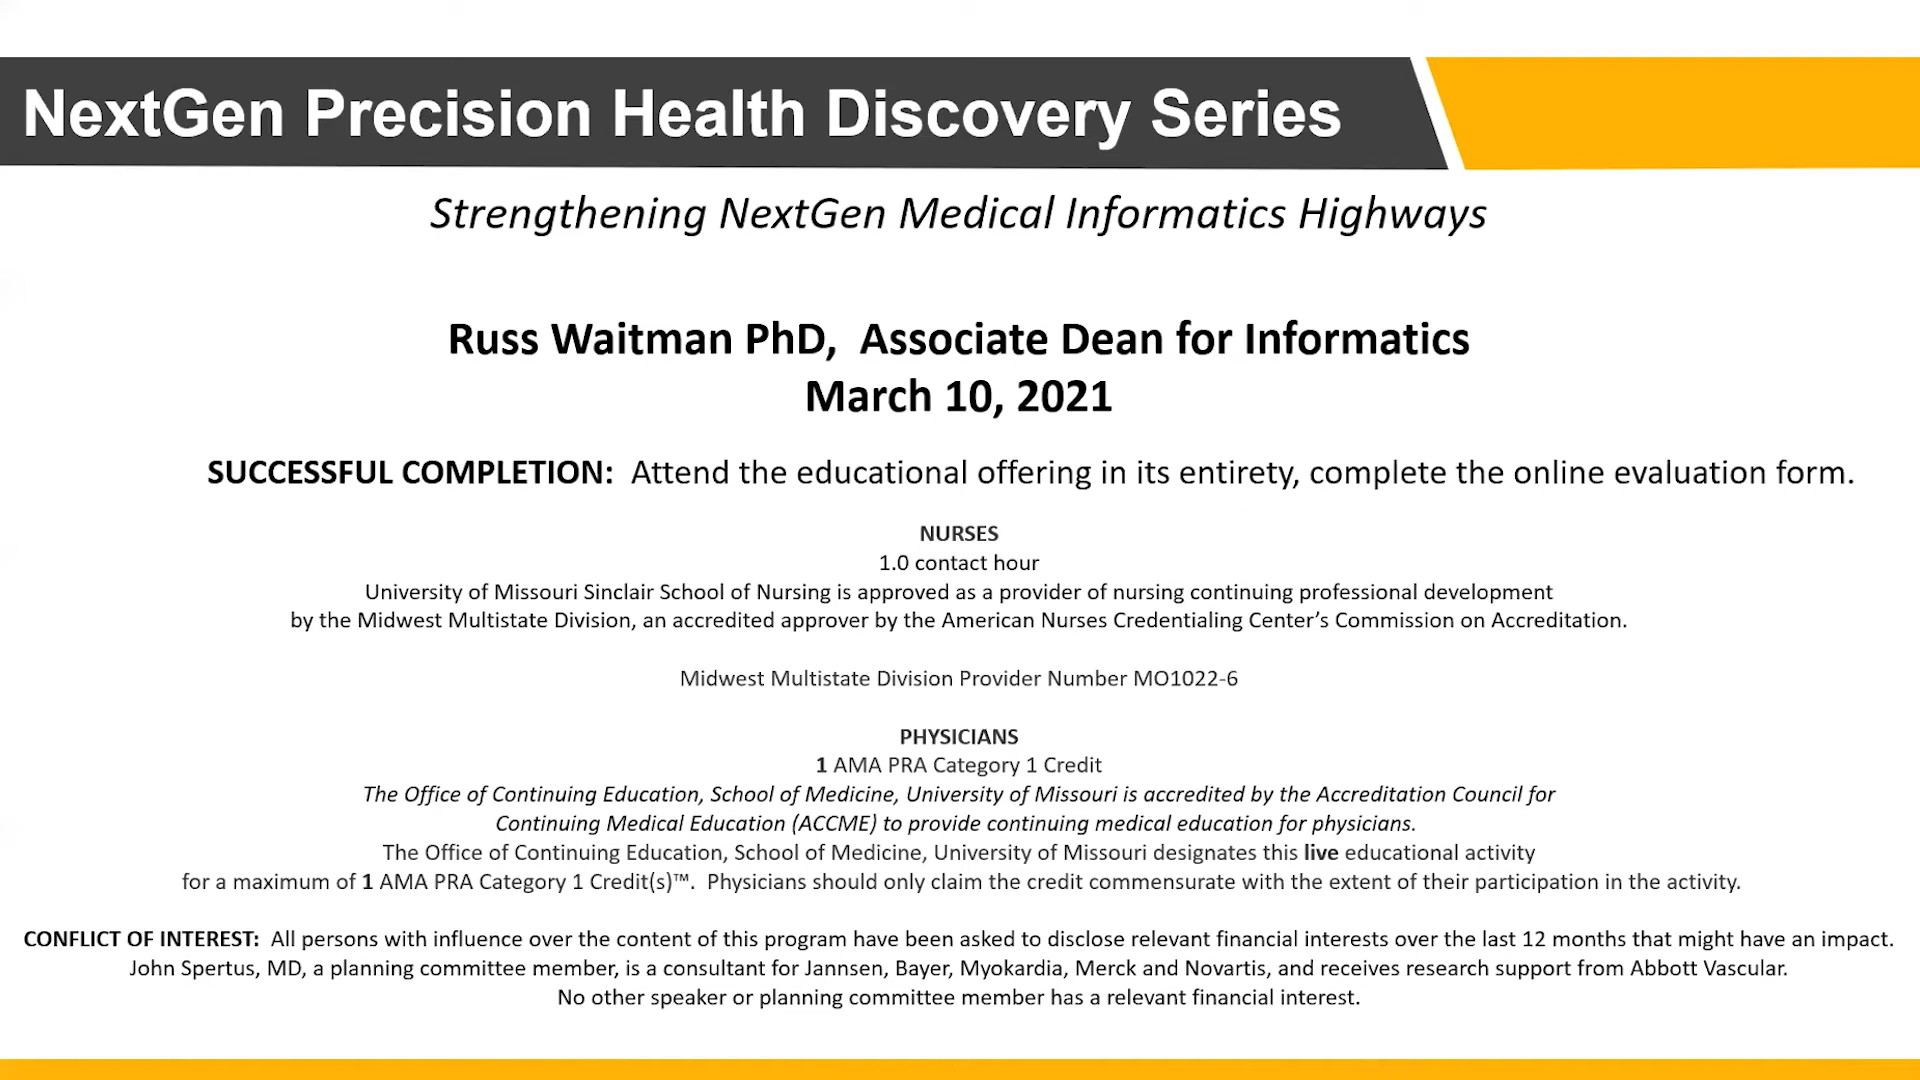 NextGen Precision Health Discovery Series
Strengthening NextGen Medical Informatics Highways
Russ Waitman PhD,  Associate Dean for Informatics
March 10, 2021
SUCCESSFUL COMPLETION:  Attend the educational offering in its entirety, complete the online evaluation form.
NURSES
1.0 contact hour
University of Missouri Sinclair School of Nursing is approved as a provider of nursing continuing professional development
by the Midwest Multistate Division, an accredited approver by the American Nurses Credentialing Center’s Commission on Accreditation.
Midwest Multistate Division Provider Number MO1022-6
PHYSICIANS
1 AMA PRA Category 1 Credit
The Office of Continuing Education, School of Medicine, University of Missouri is accredited by the Accreditation Council for
Continuing Medical Education (ACCME) to provide continuing medical education for physicians.
The Office of Continuing Education, School of Medicine, University of Missouri designates this live educational activity
for a maximum of 1 AMA PRA Category 1 Credit(s)™.  Physicians should only claim the credit commensurate with the extent of their participation in the activity.
CONFLICT OF INTEREST:  All persons with influence over the content of this program have been asked to disclose relevant financial interests over the last 12 months that might have an impact.
John Spertus, MD, a planning committee member, is a consultant for Jannsen, Bayer, Myokardia, Merck and Novartis, and receives research support from Abbott Vascular.
No other speaker or planning committee member has a relevant financial interest.